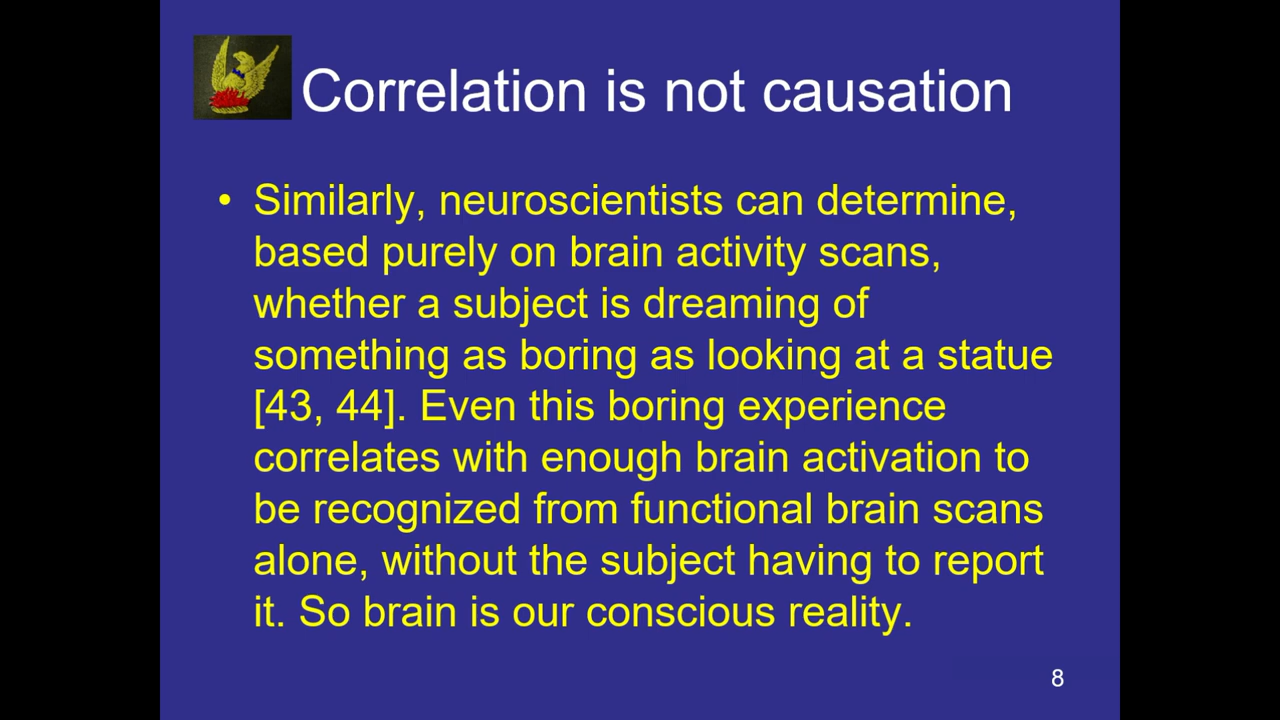 Correlation is not causation
• Similarly, neuroscientists can determine,
based purely on brain activity scans,
whether a subject is dreaming of
something as boring as looking at a statue
[43, 44]. Even this boring experience
correlates with enough brain activation to
be recognized from functional brain scans
alone, without the subject having to report
it. So brain is our conscious reality.
8